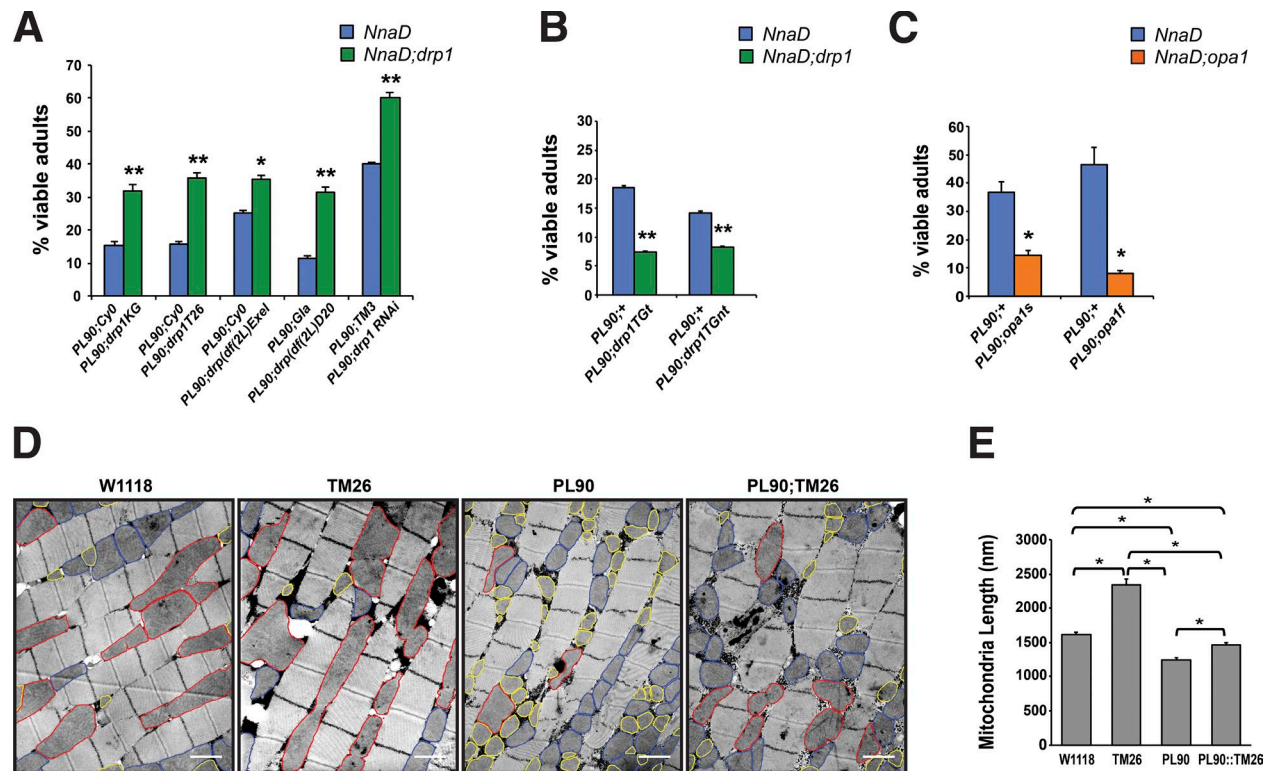 A
NnaD
NnaD;drp1
% viable adults
70
60
50
40
30
20
10
0
**
**
*
**
**
PL90;Cy0
PL90;drp1KG
PL90;Cy0
PL90;drp1T26
PL90;Cy0
PL90;drp(df(2L)Exel
PL90;Gla
PL90;drp(df(2L)D20
PL90;TM3
PL90;drp1 RNAi
B
NnaD
NnaD;drp1
% viable adults
30
25
20
15
10
5
0
**
**
PL90;+
PL90;drp1TGt
PL90;+
PL90;drp1TGnt
C
NnaD
NnaD;opa1
% viable adults
60
50
40
30
20
10
0
*
*
PL90;+
PL90;opa1s
PL90;+
PL90;opa1f
D
W1118
TM26
PL90
PL90;TM26
E
Mitochondria Length (nm)
3000
2500
2000
1500
1000
500
0
*
*
*
*
*
*
W1118
TM26
PL90
PL90::TM26